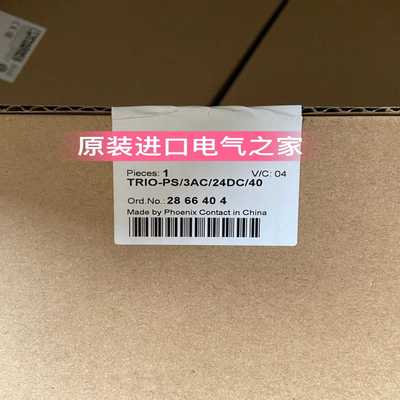 原装进口电气之家
Pieces: 1 V/C: 04
TRIO-PS/3AC/24DC/40
Ord.No.: 28 66 40 4
Made by Phoenix Contact in China